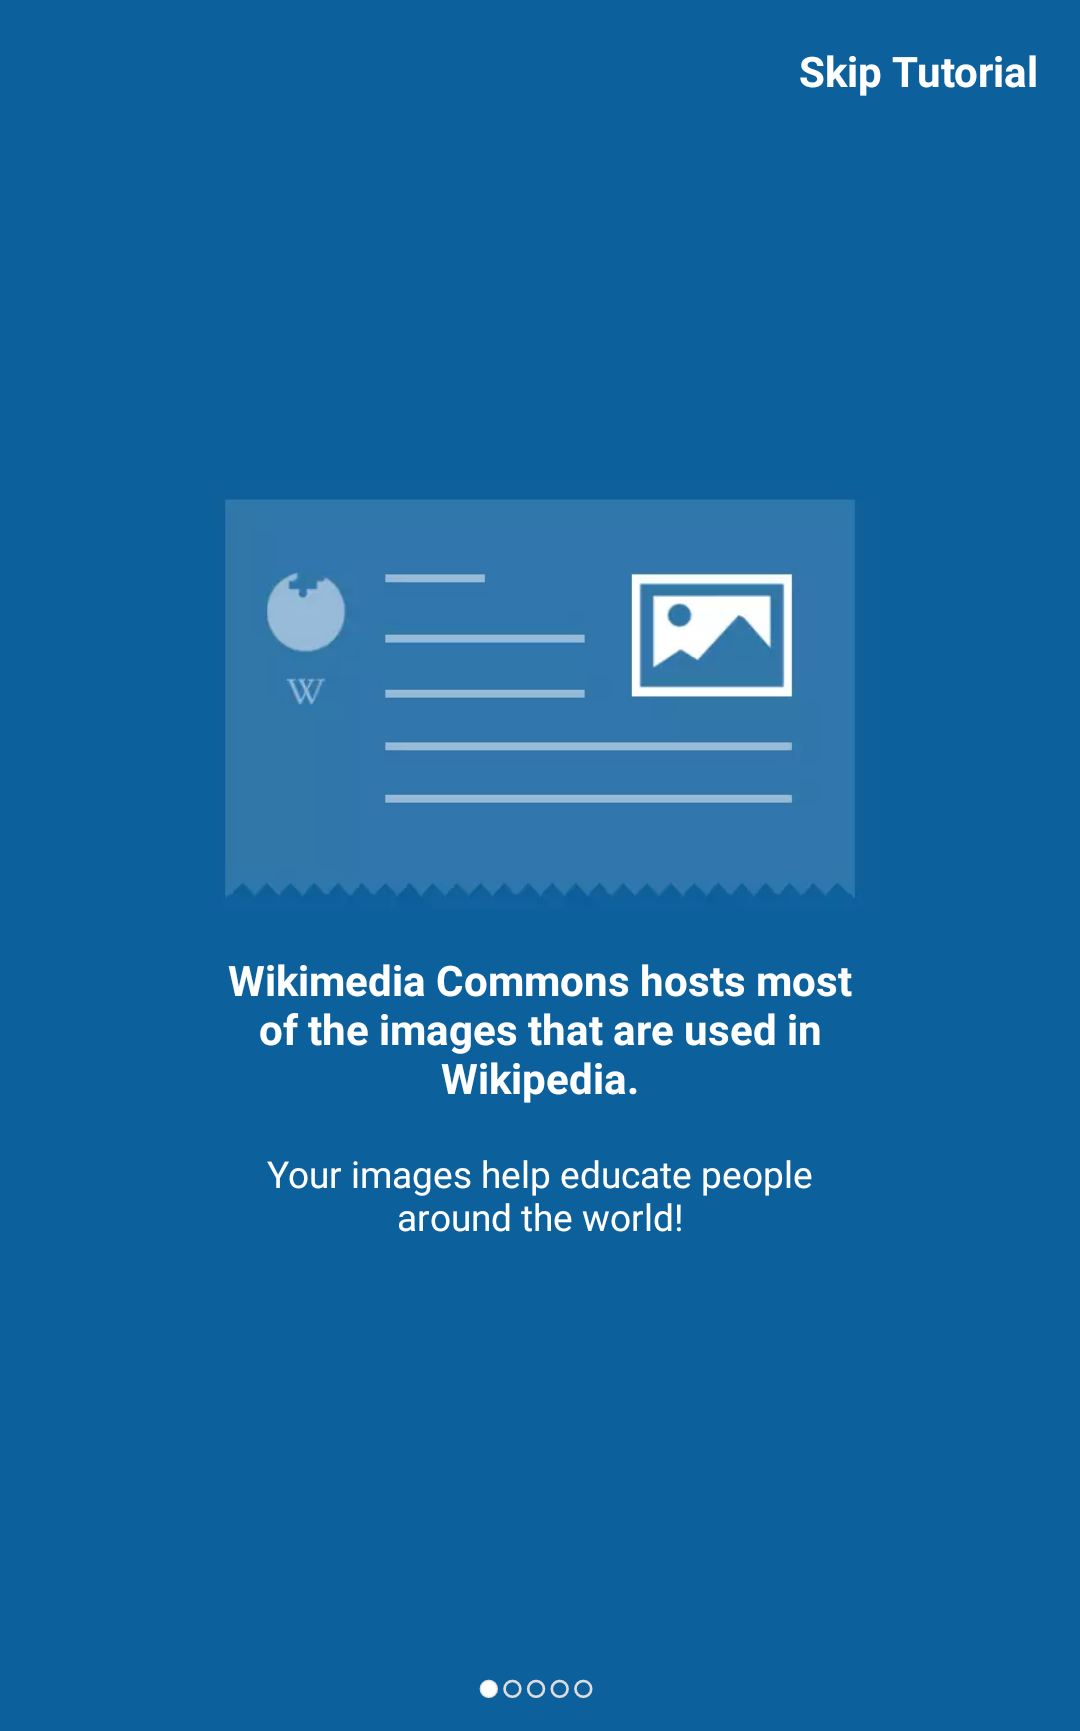 Skip Tutorial
W
Wikimedia Commons hosts most
of the images that are used in
Wikipedia.
Your images help educate people
around the world!